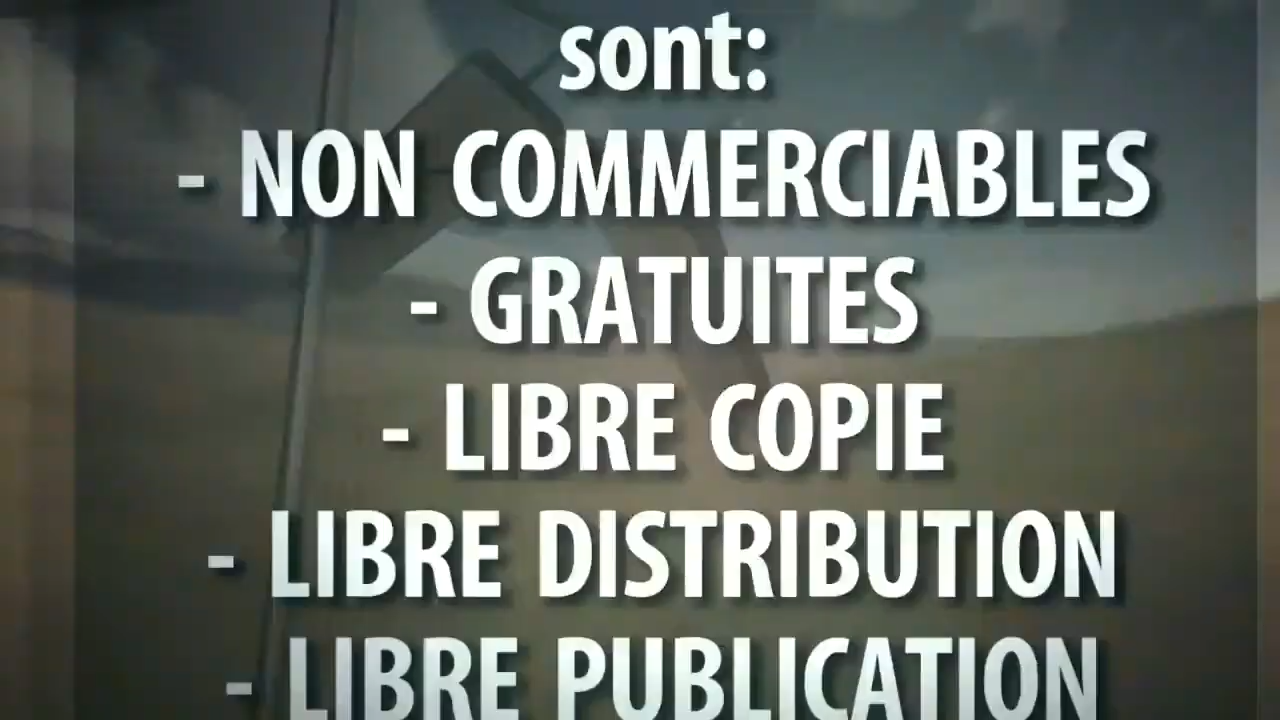 sont:
- NON COMMERCIABLES
- GRATUITES
- LIBRE COPIE
- LIBRE DISTRIBUTION
- LIBRE PUBLICATION